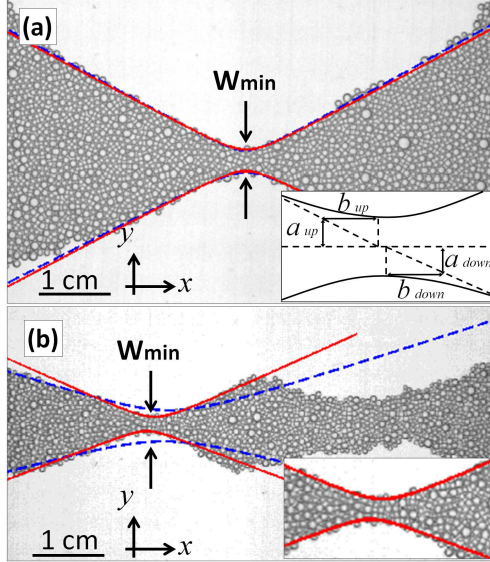 (a)
Wmin
b up
a up
a down
b down
y
x
1 cm
(b)
Wmin
y
x
1 cm